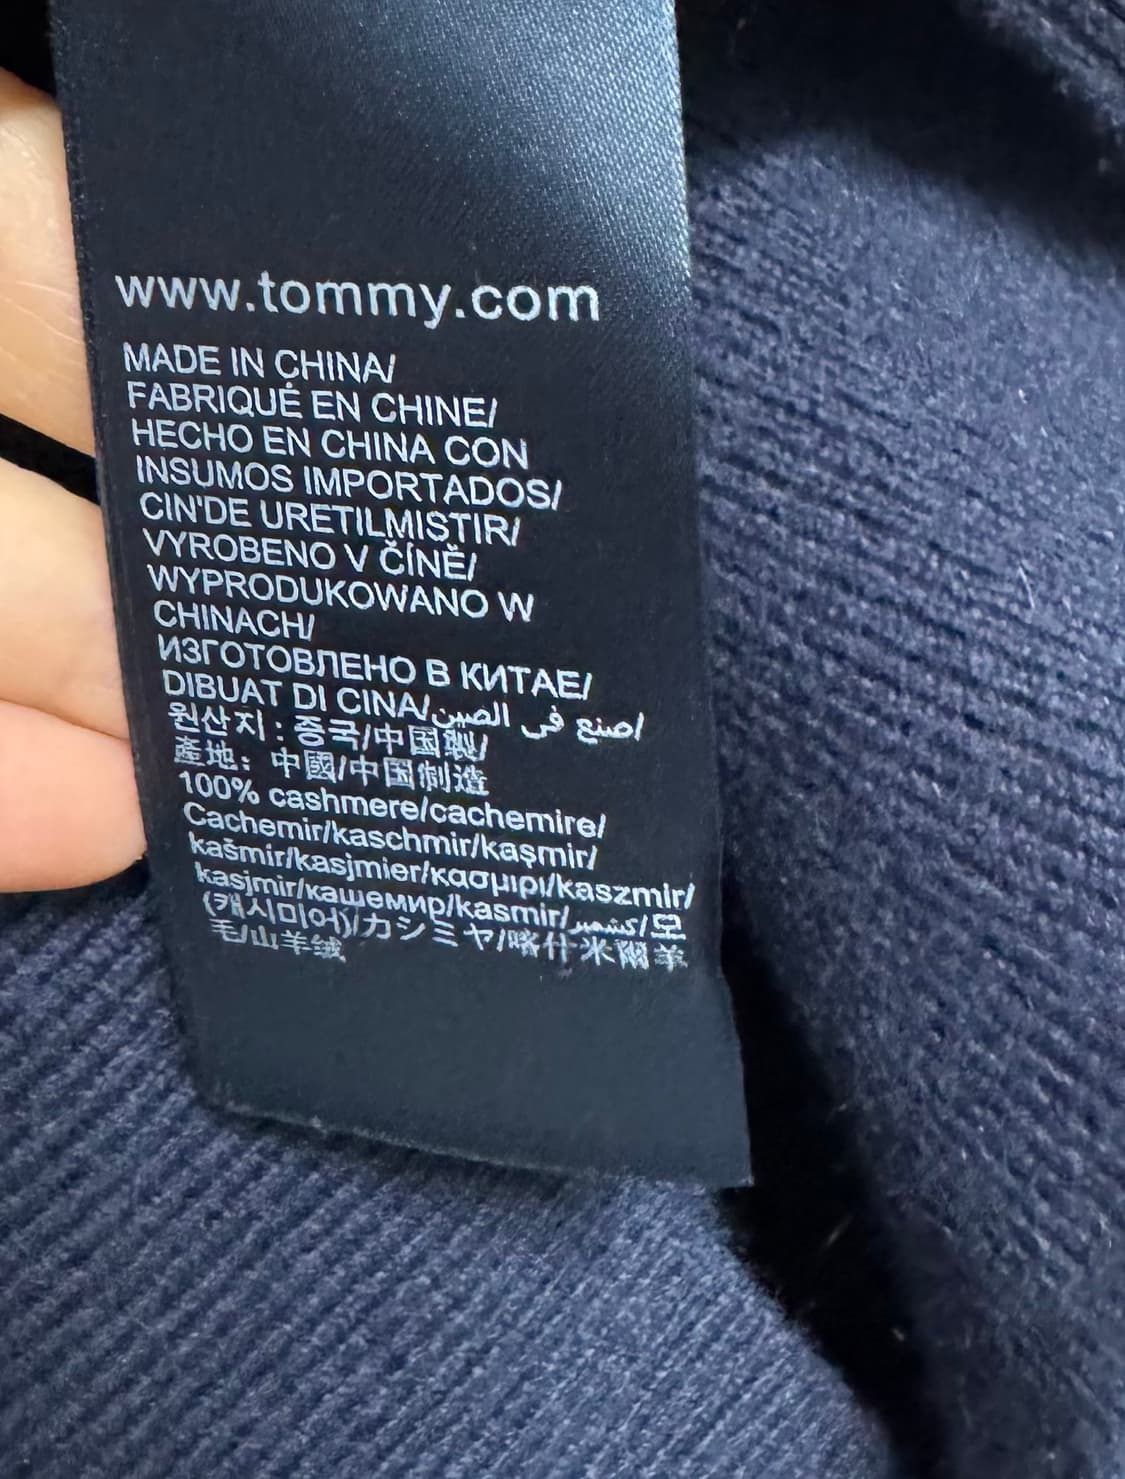 www.tommy.com
MADE IN CHINA/
FABRIQUÉ EN CHINE/
HECHO EN CHINA CON
INSUMOS IMPORTADOS/
CIN'DE URETILMISTIR/
VYROBENO V ČÍNĚ/
WYPRODUKOWANO W
CHINACH/
ИЗГОТОВЛЕНО В КИТАЕ/
DIBUAT DI CINA/صنع في الصين/
원산지 : 중국/中国製/
產地: 中國/中国制造
100% cashmere/cachemire/
Cachemir/kaschmir/kaşmir/
kašmir/kasjmier/κασμιρι/kaszmir/
kasjmir/кашемир/kasmir/كشمير/모
(캐시미어)/カシミヤ/喀什米爾羊
毛/山羊绒